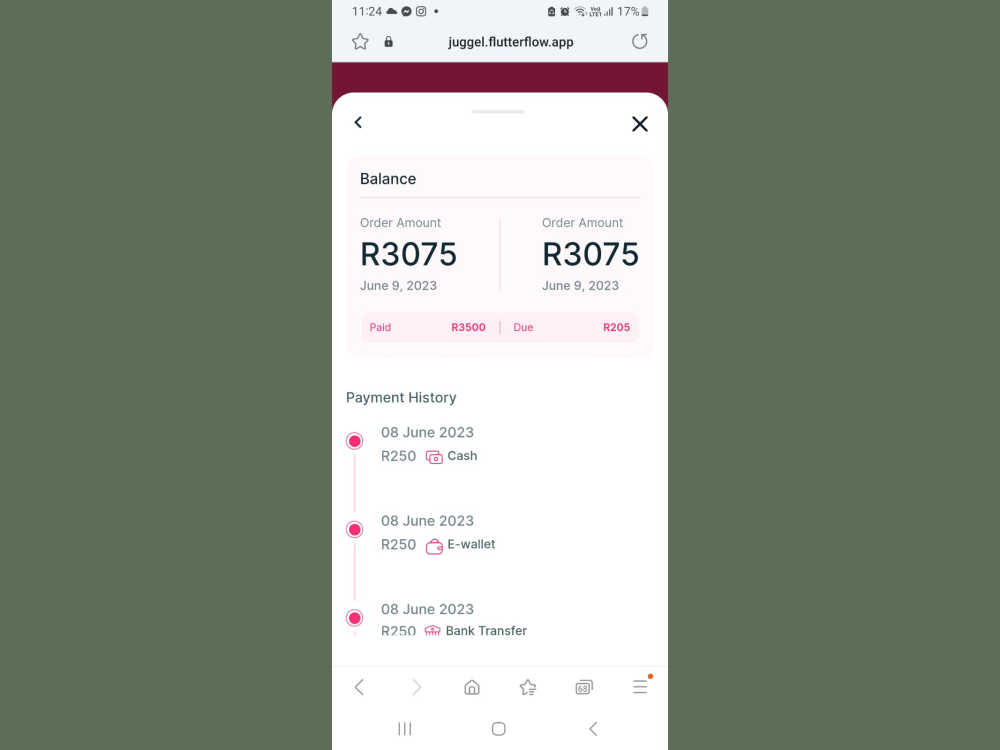 11:24
Vo) LTE1 17%
juggel.flutterflow.app
Balance
Order Amount Order Amount
R3075 R3075
June 9, 2023 June 9, 2023
Paid R3500 Due R205
Payment History
08 June 2023
R250 Cash
08 June 2023
R250 E-wallet
08 June 2023
R250 Bank Transfer
68